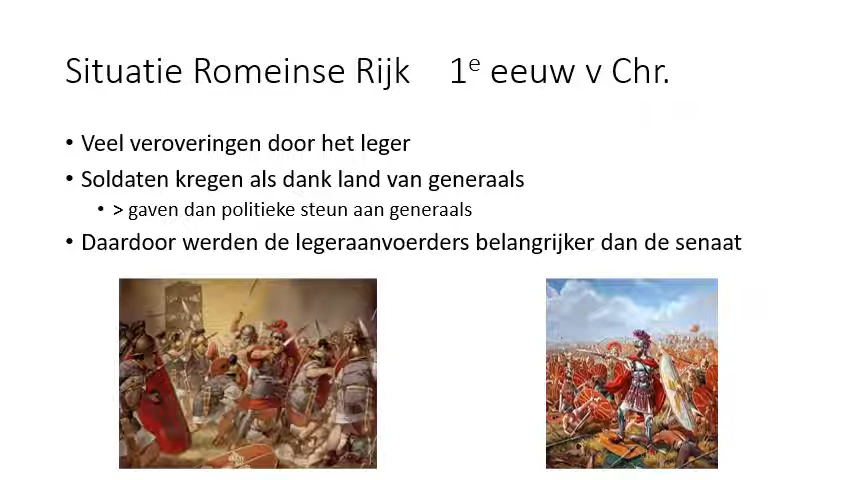 Situatie Romeinse Rijk 1e eeuw v Chr.
• Veel veroveringen door het leger
• Soldaten kregen als dank land van generaals
• > gaven dan politieke steun aan generaals
• Daardoor werden de legeraanvoerders belangrijker dan de senaat